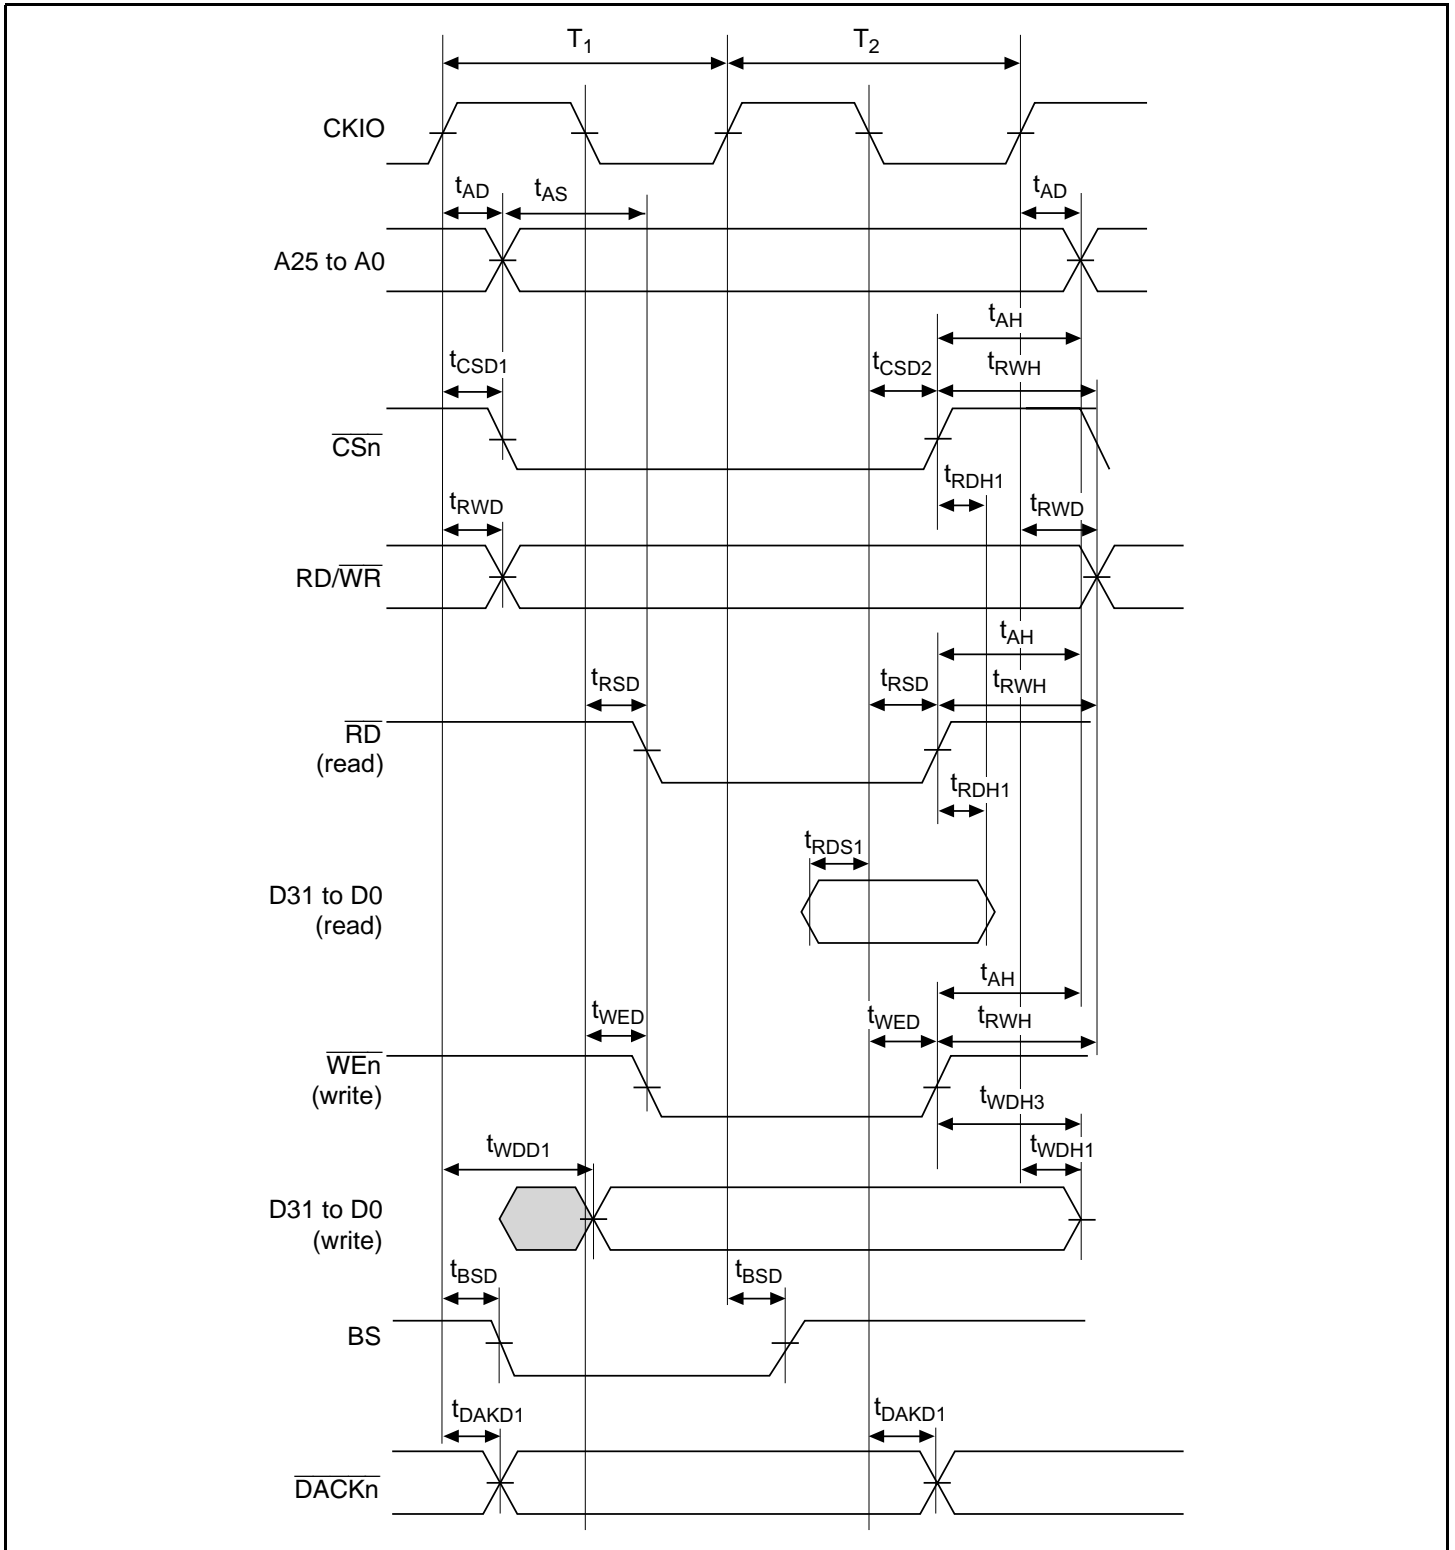 T1 T2
CKIO
tAD tAS tAD
A25 to A0
tAH
tCSD1 tCSD2 tRWH
CSn
tRDH1
tRWD tRWD
RD/WR
tAH
tRSD tRSD tRWH
RD
(read)
tRDH1
tRDS1
D31 to D0
(read)
tAH
tWED tWED tRWH
WEn
(write)
tWDH3
tWDD1 tWDH1
D31 to D0
(write)
tBSD tBSD
BS
tDAKD1 tDAKD1
DACKn